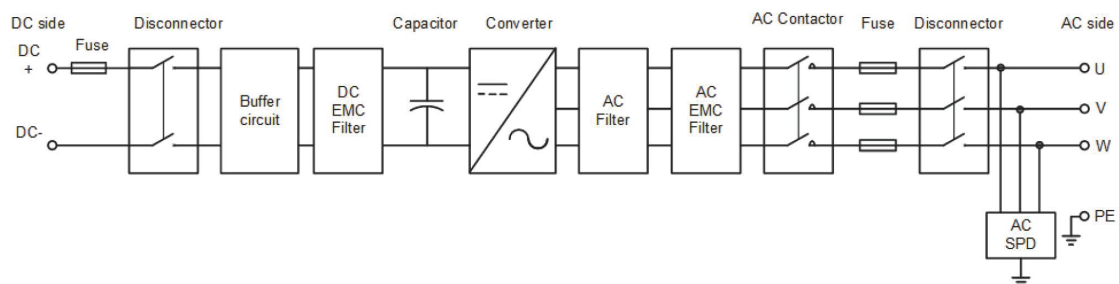 DC side
Disconnector
Capacitor
Converter
AC Contactor
Fuse
Disconnector
AC side
DC
+
Fuse
DC-
Buffer
circuit
DC
EMC
Filter
AC
Filter
AC
EMC
Filter
U
V
W
PE
AC
SPD